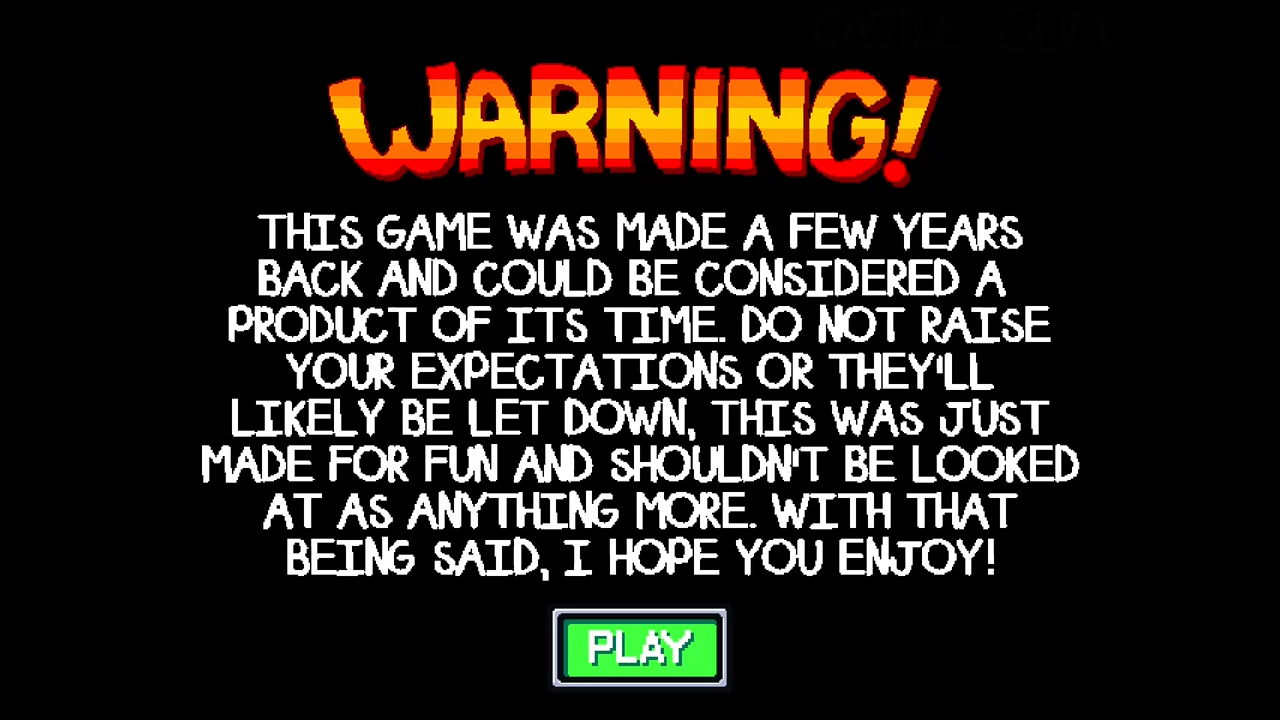 WARNING!
THIS GAME WAS MADE A FEW YEARS
BACK AND COULD BE CONSIDERED A
PRODUCT OF ITS TIME. DO NOT RAISE
YOUR EXPECTATIONS OR THEY'LL
LIKELY BE LET DOWN, THIS WAS JUST
MADE FOR FUN AND SHOULDN'T BE LOOKED
AT AS ANYTHING MORE. WITH THAT
BEING SAID, I HOPE YOU ENJOY!
PLAY